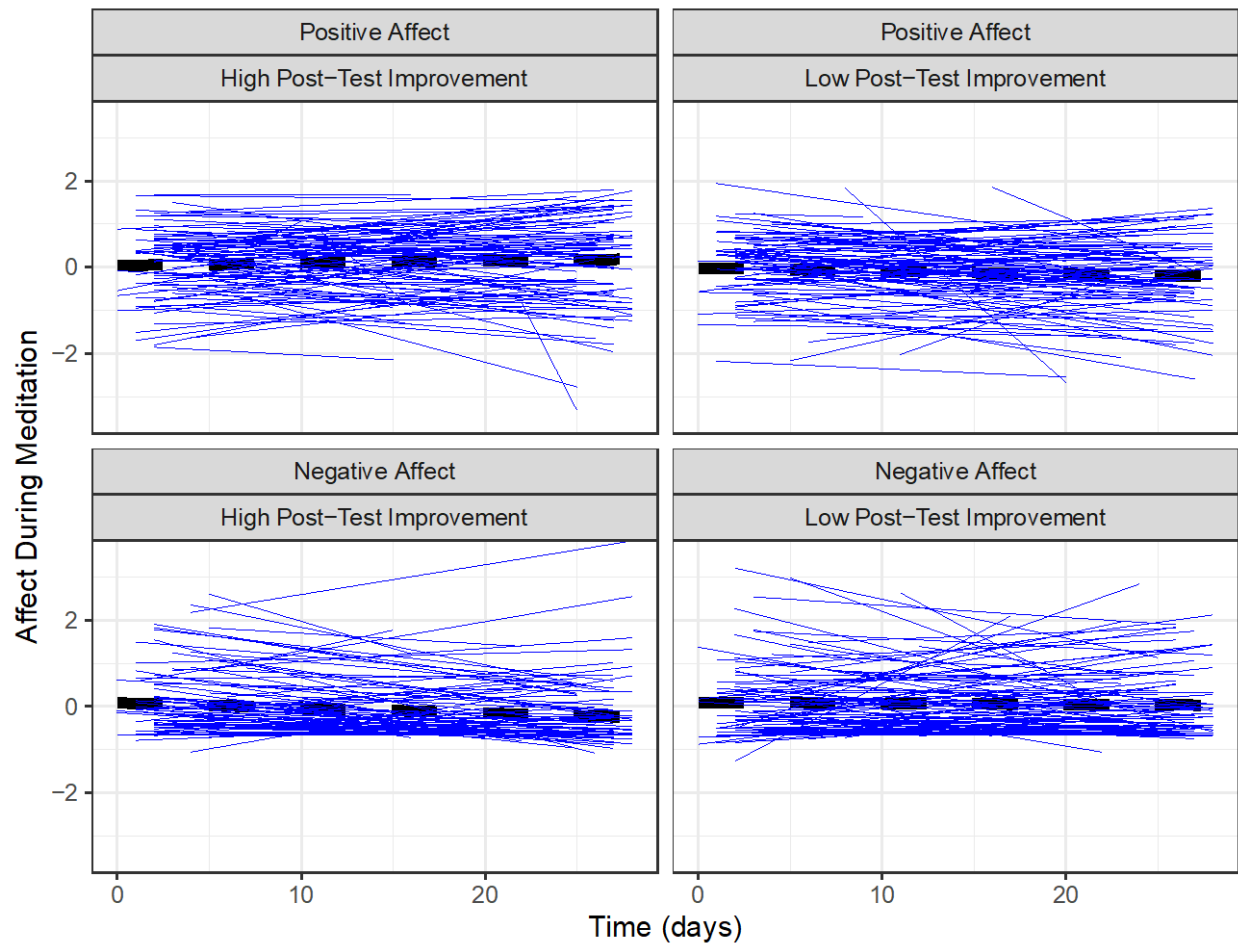 Positive Affect
High Post−Test Improvement
Positive Affect
Low Post−Test Improvement
2
0
−2
Negative Affect
High Post−Test Improvement
Negative Affect
Low Post−Test Improvement
2
0
−2
0
10
20
0
10
20
Time (days)
Affect During Meditation